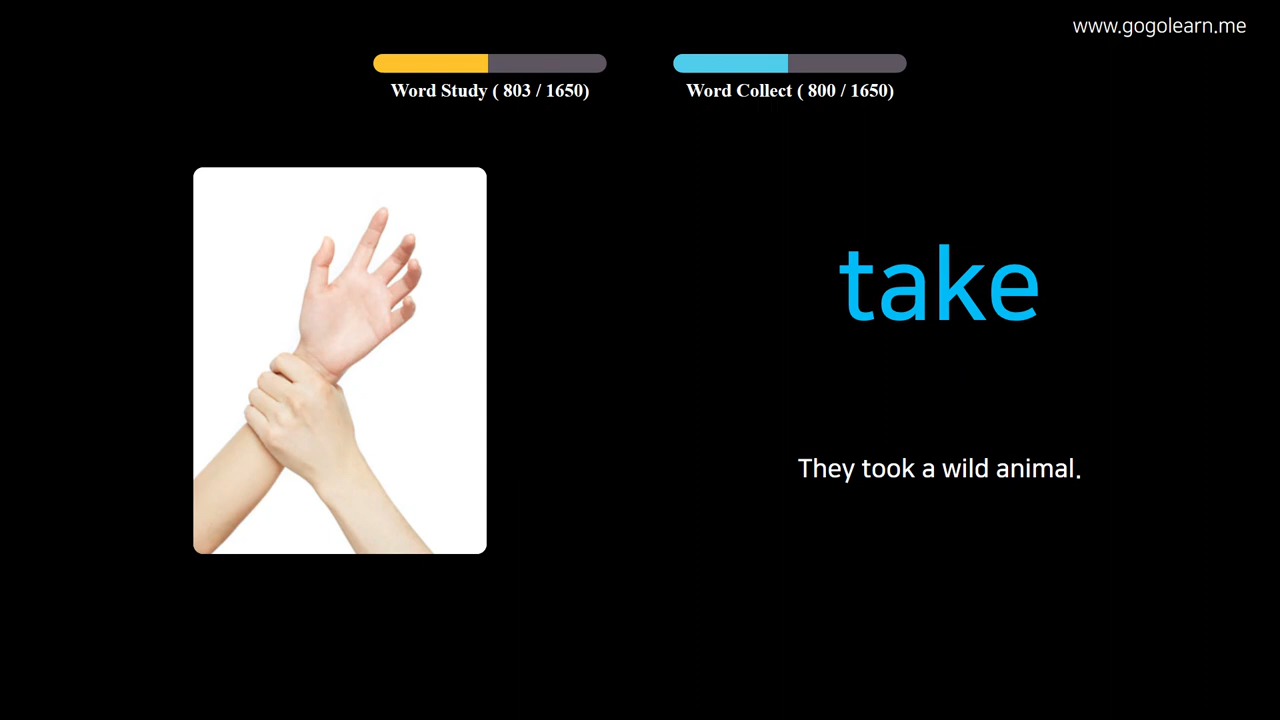 www.gogolearn.me
Word Study ( 803 / 1650)
Word Collect ( 800 / 1650)
take
They took a wild animal.